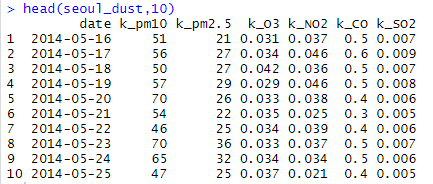 > head(seoul_dust,10)
date k_pm10 k_pm2.5 k_O3 k_NO2 k_CO k_SO2
1 2014-05-16 51 21 0.031 0.037 0.5 0.007
2 2014-05-17 56 27 0.034 0.046 0.6 0.009
3 2014-05-18 50 27 0.042 0.036 0.5 0.007
4 2014-05-19 57 29 0.029 0.046 0.5 0.008
5 2014-05-20 70 26 0.033 0.038 0.4 0.006
6 2014-05-21 54 22 0.035 0.025 0.3 0.005
7 2014-05-22 46 25 0.034 0.039 0.4 0.006
8 2014-05-23 70 36 0.033 0.037 0.5 0.007
9 2014-05-24 65 32 0.034 0.034 0.5 0.006
10 2014-05-25 47 25 0.037 0.021 0.4 0.005